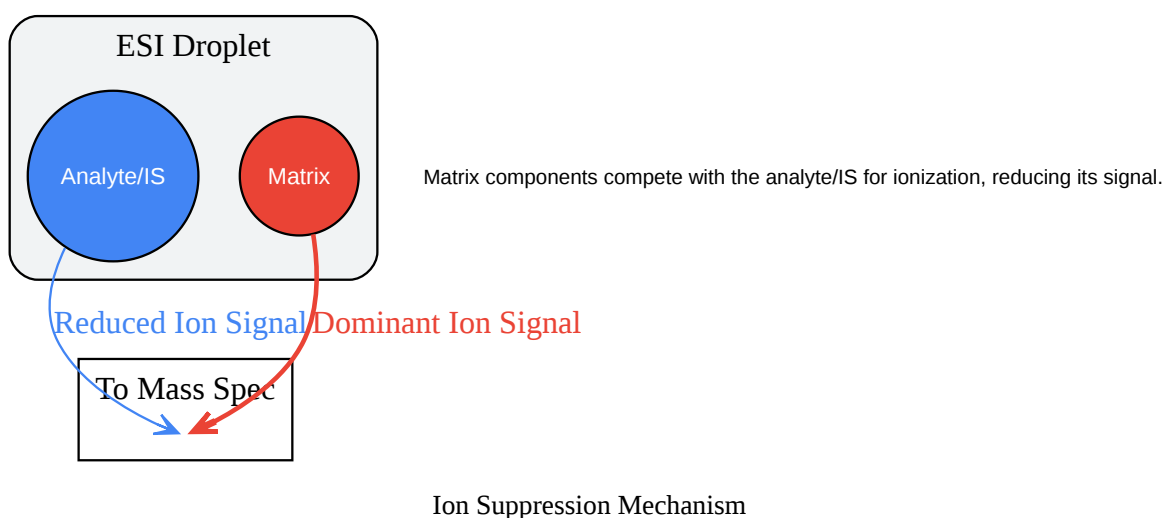 ESI Droplet
Analyte/IS
Matrix
Matrix components compete with the analyte/IS for ionization, reducing its signal.
Reduced Ion Signal
Dominant Ion Signal
To Mass Spec
Ion Suppression Mechanism